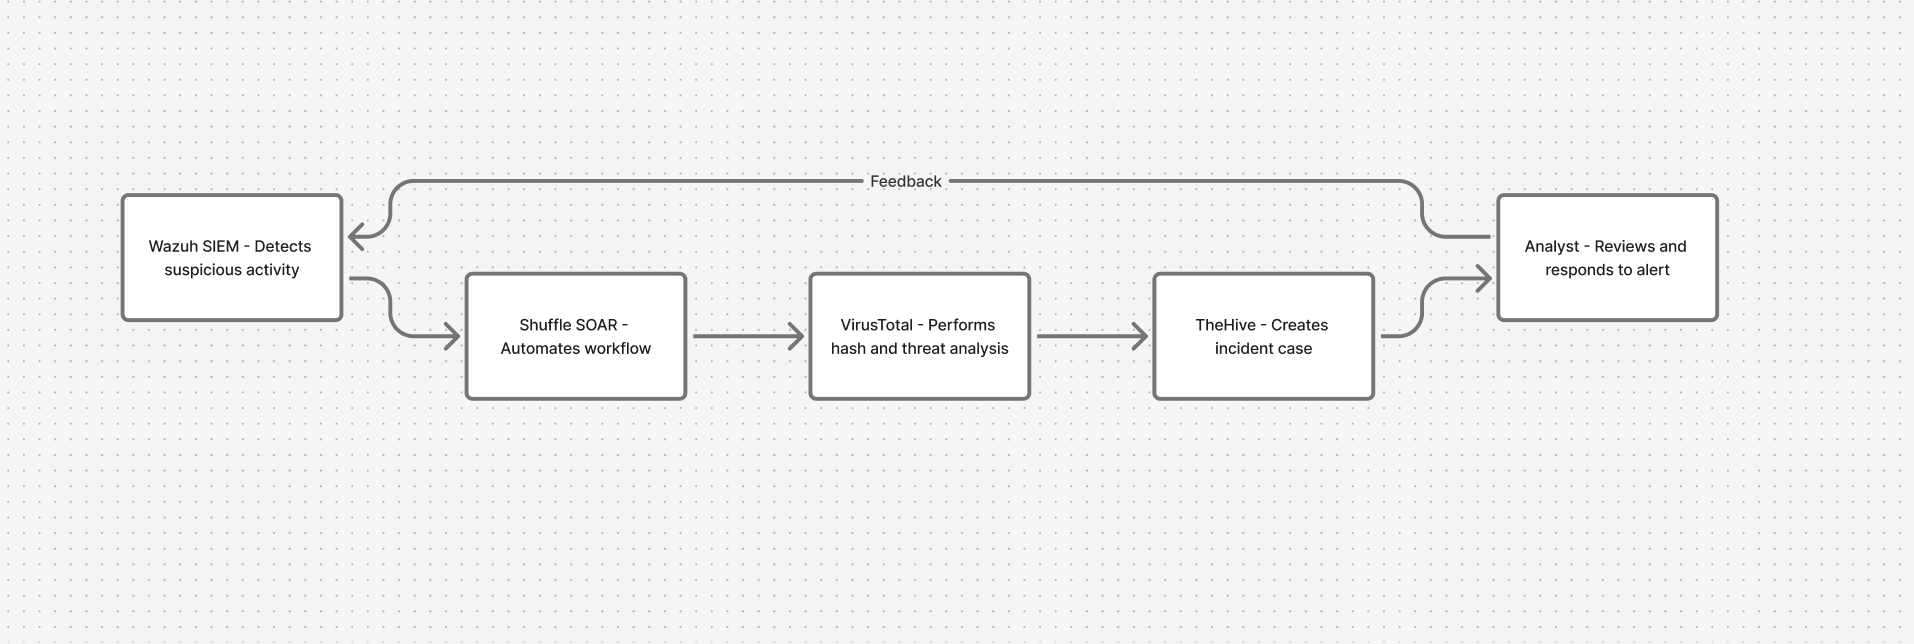 Feedback
Wazuh SIEM - Detects
suspicious activity
Shuffle SOAR -
Automates workflow
VirusTotal - Performs
hash and threat analysis
TheHive - Creates
incident case
Analyst - Reviews and
responds to alert